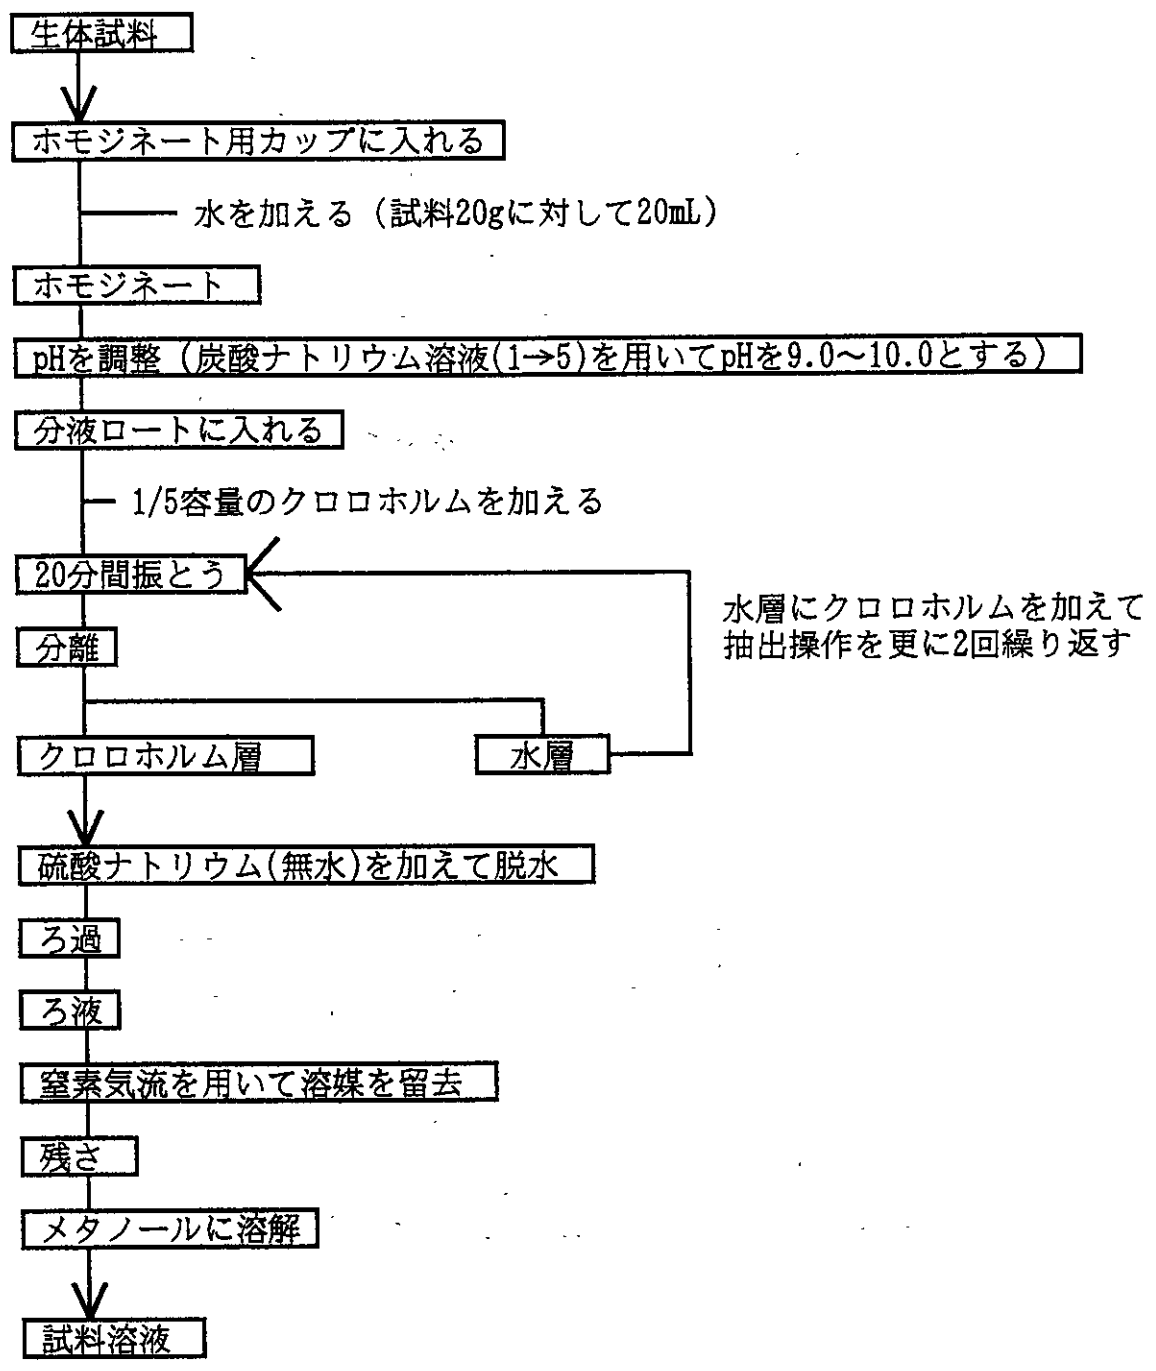 生体試料
ホモジネート用カップに入れる
水を加える（試料20gに対して20mL）
ホモジネート
pHを調整（炭酸ナトリウム溶液(1→5)を用いてpHを9.0～10.0とする）
分液ロートに入れる
1/5容量のクロロホルムを加える
20分間振とう
水層にクロロホルムを加えて
抽出操作を更に2回繰り返す
分離
クロロホルム層
水層
硫酸ナトリウム(無水)を加えて脱水
ろ過
ろ液
窒素気流を用いて溶媒を留去
残さ
メタノールに溶解
試料溶液